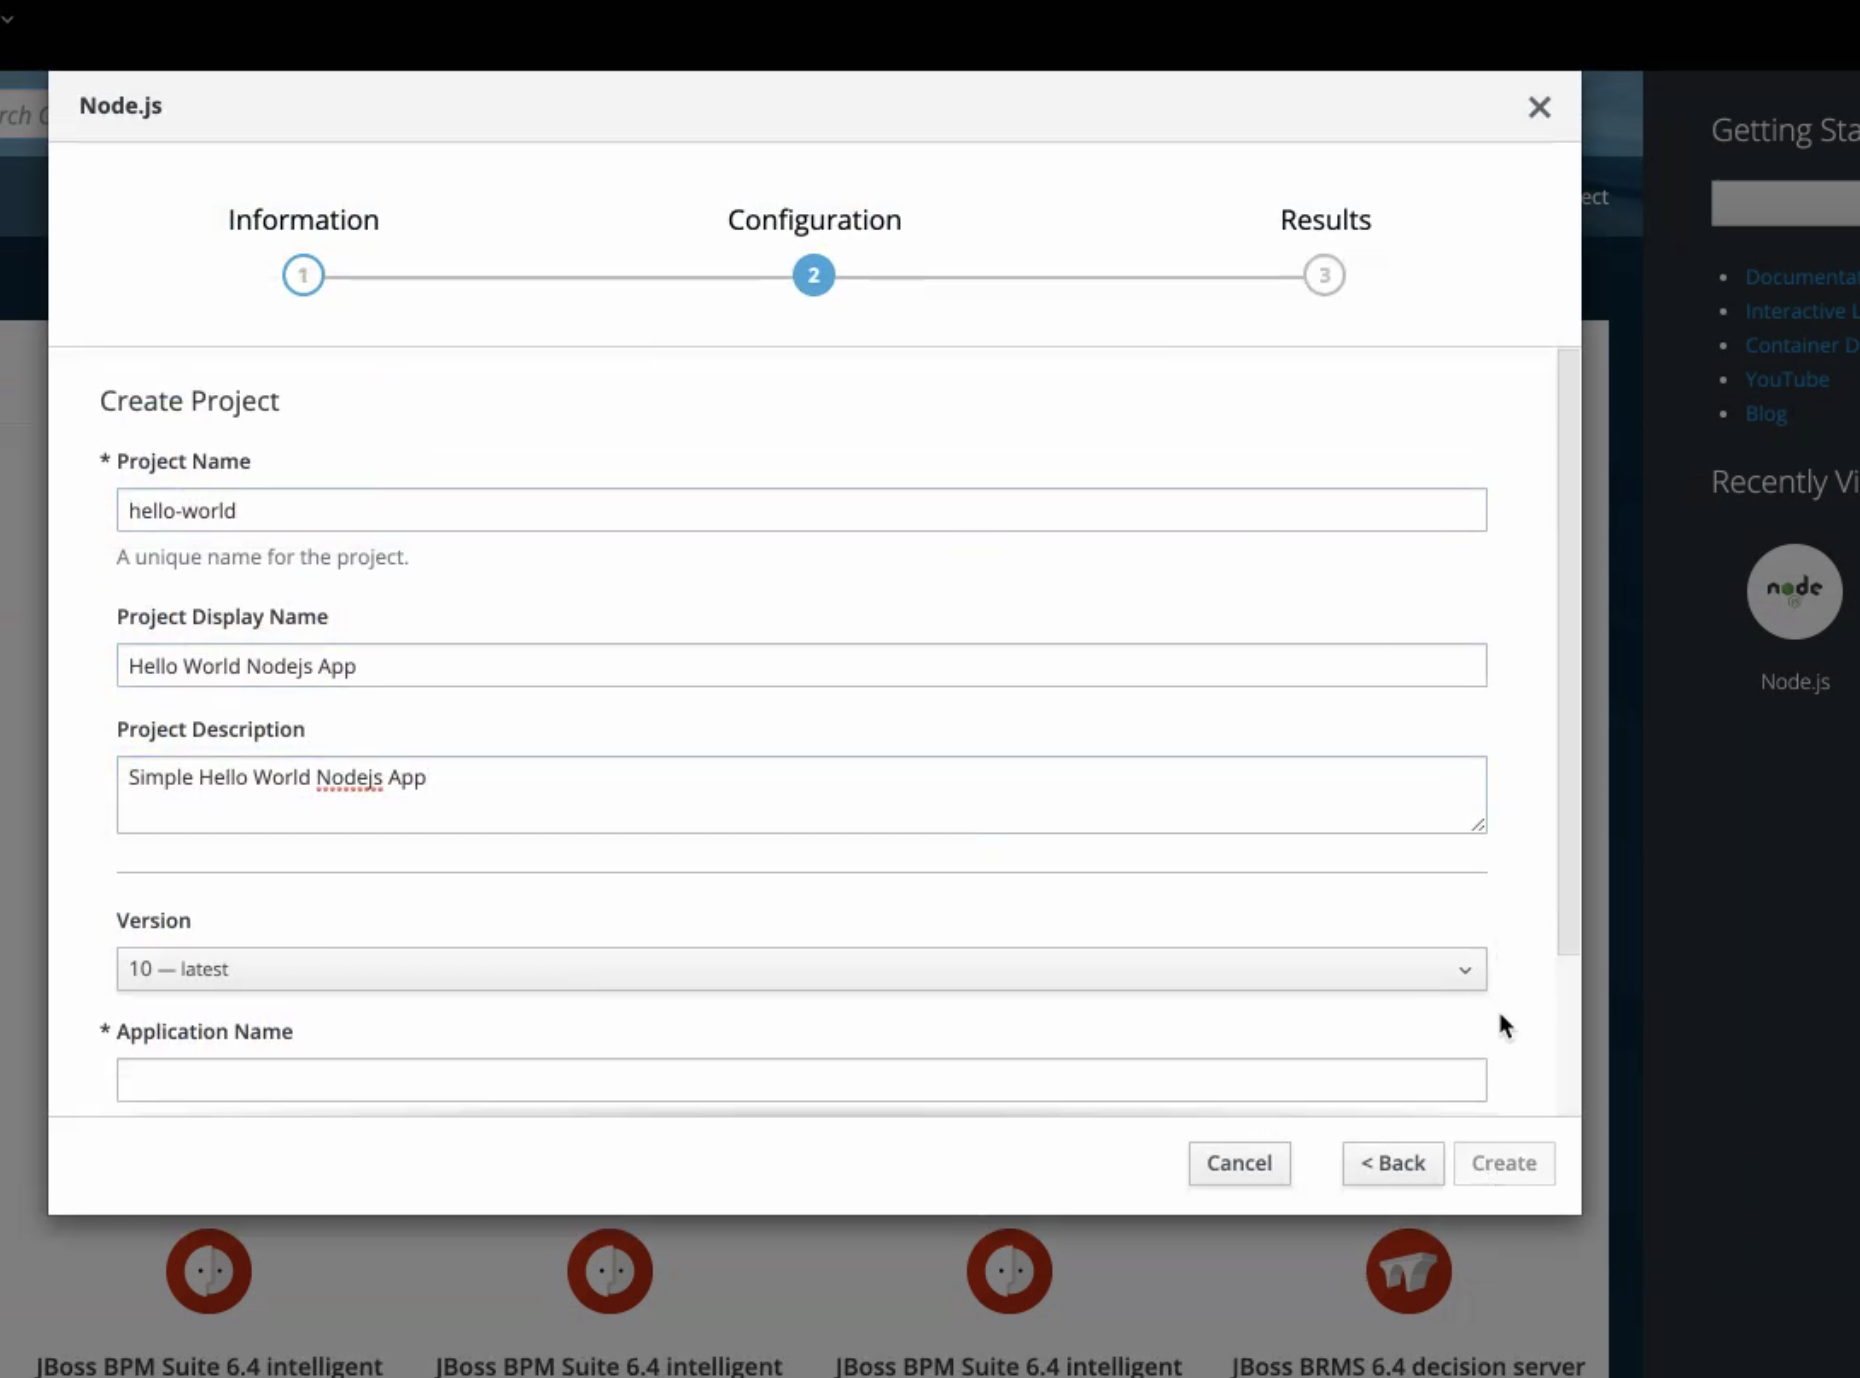 rch
Node.js
Getting Sta
ect
Information
Configuration
Results
1
2
3
Documentat
Interactive L
Container D
YouTube
Blog
Create Project
* Project Name
hello-world
A unique name for the project.
Recently Vi
node
Node.js
Project Display Name
Hello World Nodejs App
Project Description
Simple Hello World Nodejs App
Version
10 — latest
* Application Name
Cancel
< Back
Create
JBoss BPM Suite 6.4 intelligent
JBoss BPM Suite 6.4 intelligent
JBoss BPM Suite 6.4 intelligent
JBoss BRMS 6.4 decision server